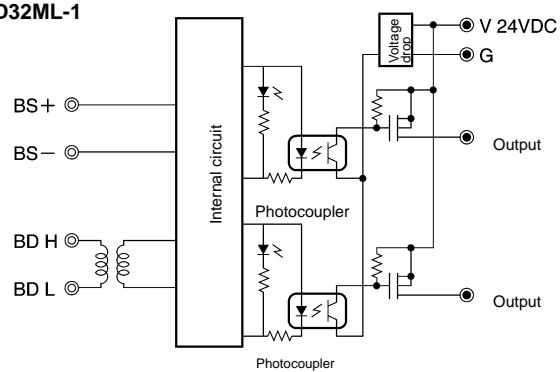 D32ML-1
V 24VDC
Voltage drop
G
BS+
BS−
Internal circuit
Output
Photocoupler
BD H
BD L
Output
Photocoupler